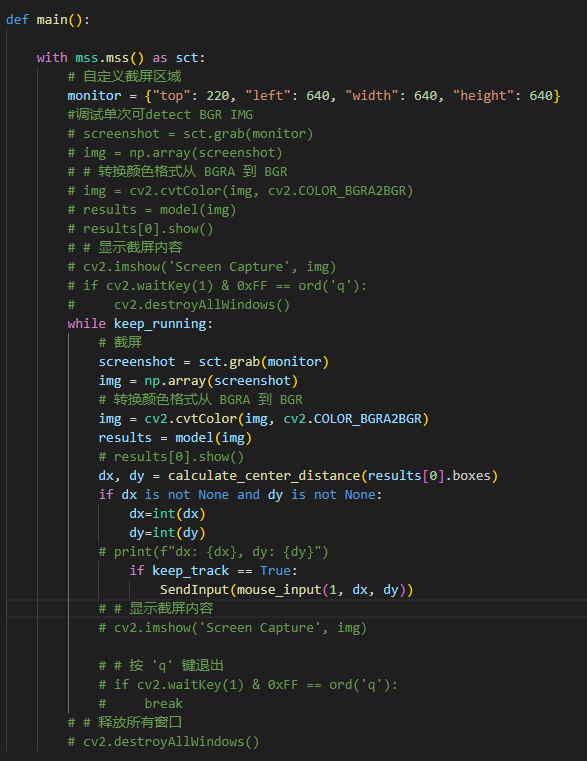 def main():
with mss.mss() as sct:
# 自定义截屏区域
monitor = {"top": 220, "left": 640, "width": 640, "height": 640}
#调试单次可detect BGR IMG
# screenshot = sct.grab(monitor)
# img = np.array(screenshot)
# # 转换颜色格式从 BGRA 到 BGR
# img = cv2.cvtColor(img, cv2.COLOR_BGRA2BGR)
# results = model(img)
# results[0].show()
# # 显示截屏内容
# cv2.imshow('Screen Capture', img)
# if cv2.waitKey(1) & 0xFF == ord('q'):
#     cv2.destroyAllWindows()
while keep_running:
# 截屏
screenshot = sct.grab(monitor)
img = np.array(screenshot)
# 转换颜色格式从 BGRA 到 BGR
img = cv2.cvtColor(img, cv2.COLOR_BGRA2BGR)
results = model(img)
# results[0].show()
dx, dy = calculate_center_distance(results[0].boxes)
if dx is not None and dy is not None:
dx=int(dx)
dy=int(dy)
# print(f"dx: {dx}, dy: {dy}")
if keep_track == True:
SendInput(mouse_input(1, dx, dy))
# # 显示截屏内容
# cv2.imshow('Screen Capture', img)
# # 按 'q' 键退出
# if cv2.waitKey(1) & 0xFF == ord('q'):
#     break
# # 释放所有窗口
# cv2.destroyAllWindows()